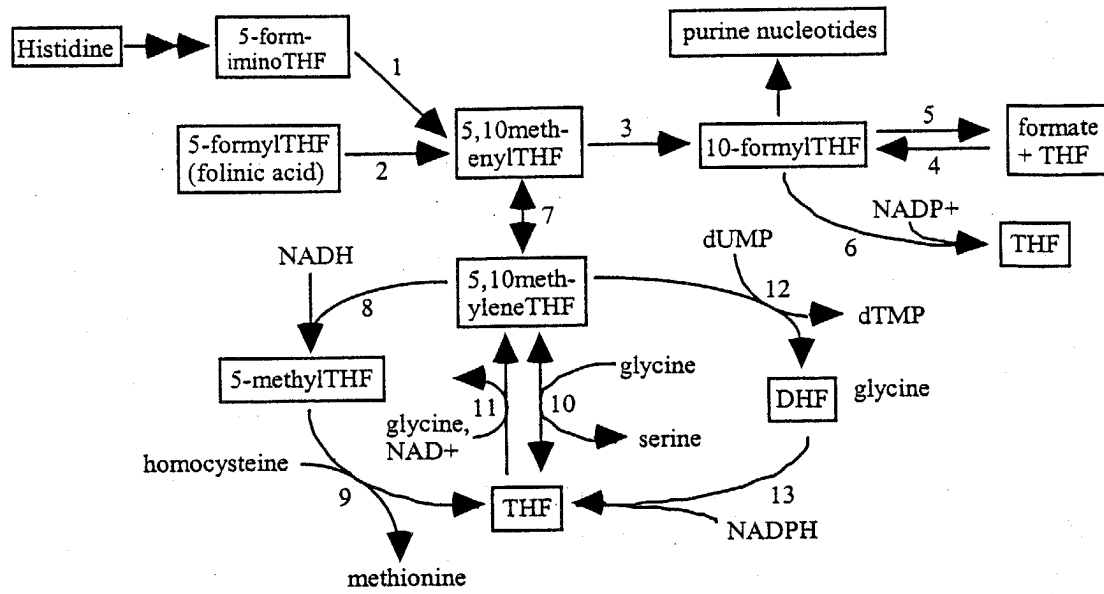 purine nucleotides
Histidine
5-form-
iminoTHF
1
5-formylTHF
(folinic acid)
2
5,10meth-
enylTHF
3
10-formylTHF
5
4
formate
+ THF
7
6
NADP+
THF
NADH
8
5,10meth-
yleneTHF
dUMP
12
dTMP
5-methylTHF
11
glycine,
NAD+
10
glycine
serine
DHF
glycine
homocysteine
9
THF
13
NADPH
methionine